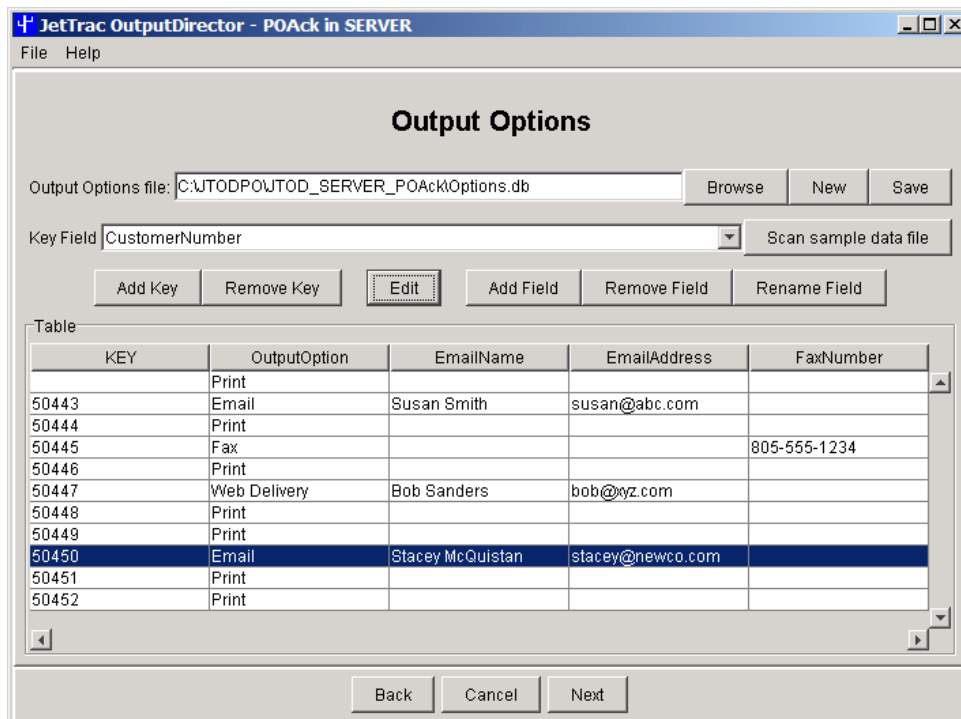 JetTrac OutputDirector - POAck in SERVER
File Help
Output Options
Output Options file: C:\JTODPO\JTOD_SERVER_POAck\Options.db Browse New Save
Key Field CustomerNumber Scan sample data file
Add Key Remove Key Edit Add Field Remove Field Rename Field
Table
KEY OutputOption EmailName EmailAddress FaxNumber
Print
50443 Email Susan Smith susan@abc.com
50444 Print
50445 Fax 805-555-1234
50446 Print
50447 Web Delivery Bob Sanders bob@xyz.com
50448 Print
50449 Print
50450 Email Stacey McQuistan stacey@newco.com
50451 Print
50452 Print
Back Cancel Next